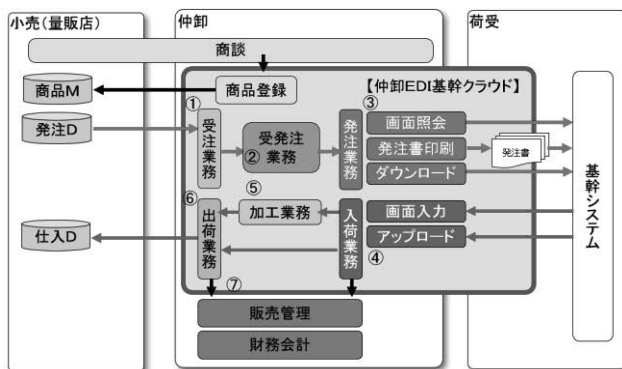 小売(量販店)
仲卸
荷受
商談
商品M
商品登録
【仲卸EDI基幹クラウド】
①
③
発注D
受注業務
②
受発注
業務
発注業務
画面照会
発注書印刷
発注書
ダウンロード
基幹システム
⑤
⑥
加工業務
出荷業務
入荷業務
画面入力
アップロード
仕入D
④
⑦
販売管理
財務会計